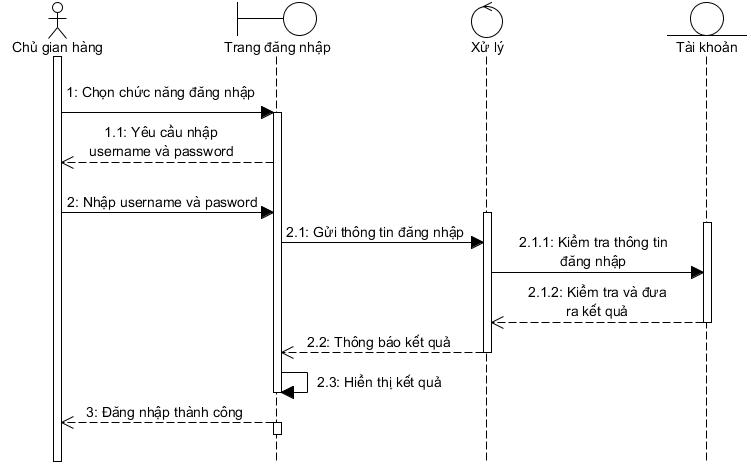 Chủ gian hàng
Trang đăng nhập
Xử lý
Tài khoản
1: Chọn chức năng đăng nhập
1.1: Yêu cầu nhập
username và password
2: Nhập username và pasword
2.1: Gửi thông tin đăng nhập
2.1.1: Kiểm tra thông tin
đăng nhập
2.1.2: Kiểm tra và đưa
ra kết quả
2.2: Thông báo kết quả
2.3: Hiển thị kết quả
3: Đăng nhập thành công